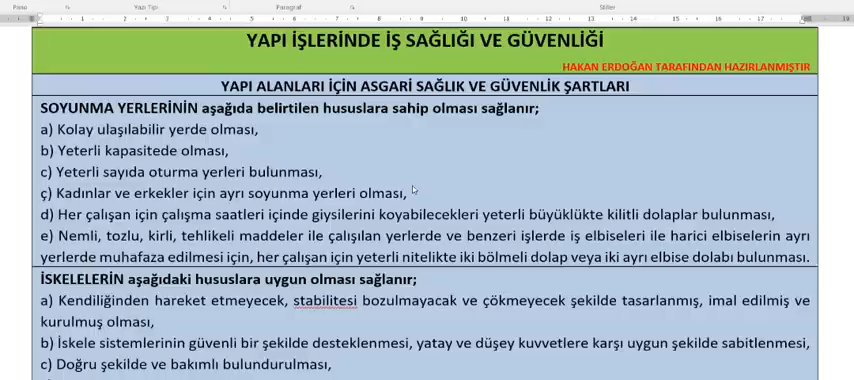 Pano
Yazı Tipi
Paragraf
Stiller
YAPI İŞLERİNDE İŞ SAĞLIĞI VE GÜVENLİĞİ
HAKAN ERDOĞAN TARAFINDAN HAZIRLANMIŞTIR
YAPI ALANLARI İÇİN ASGARİ SAĞLIK VE GÜVENLİK ŞARTLARI
SOYUNMA YERLERİNİN aşağıda belirtilen hususlara sahip olması sağlanır;
a) Kolay ulaşılabilir yerde olması,
b) Yeterli kapasitede olması,
c) Yeterli sayıda oturma yerleri bulunması,
ç) Kadınlar ve erkekler için ayrı soyunma yerleri olması,
d) Her çalışan için çalışma saatleri içinde giysilerini koyabilecekleri yeterli büyüklükte kilitli dolaplar bulunması,
e) Nemli, tozlu, kirli, tehlikeli maddeler ile çalışılan yerlerde ve benzeri işlerde iş elbiseleri ile harici elbiselerin ayrı
yerlerde muhafaza edilmesi için, her çalışan için yeterli nitelikte iki bölmeli dolap veya iki ayrı elbise dolabı bulunması.
İSKELELERİN aşağıdaki hususlara uygun olması sağlanır;
a) Kendiliğinden hareket etmeyecek, stabilitesi bozulmayacak ve çökmeyecek şekilde tasarlanmış, imal edilmiş ve
kurulmuş olması,
b) İskele sistemlerinin güvenli bir şekilde desteklenmesi, yatay ve düşey kuvvetlere karşı uygun şekilde sabitlenmesi,
c) Doğru şekilde ve bakımlı bulundurulması,